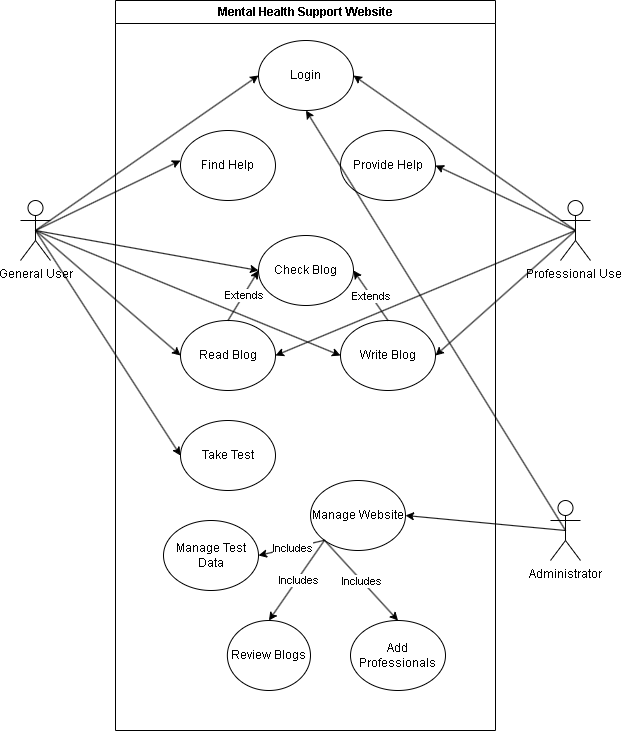 Mental Health Support Website
Login
Find Help
Provide Help
General User
Professional Use
Check Blog
Extends
Extends
Read Blog
Write Blog
Take Test
Manage Website
Manage Test
Data
Includes
Includes
Includes
Administrator
Review Blogs
Add
Professionals